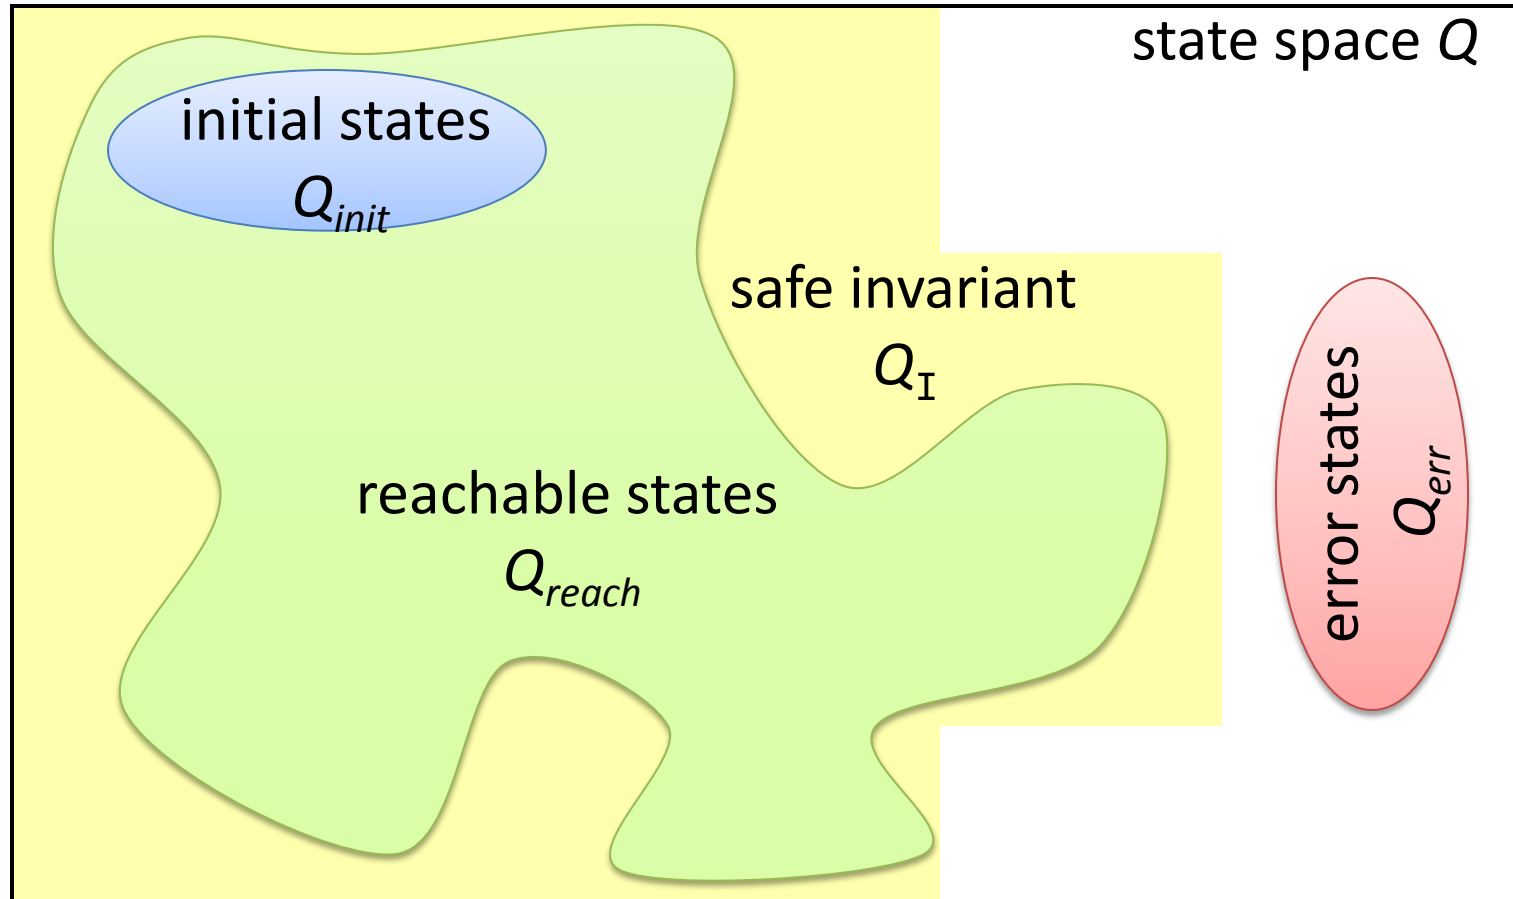 state space Q
initial states
Q_init
safe invariant
Q_I
reachable states
Q_reach
error states
Q_err